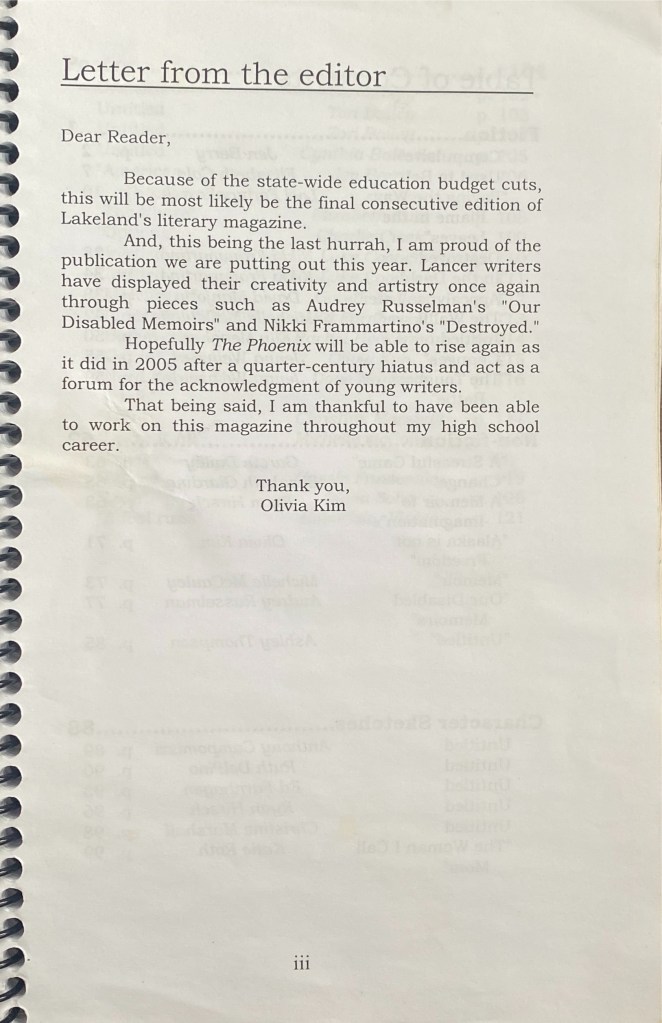 Letter from the editor
Dear Reader,
Because of the state-wide education budget cuts,
this will be most likely be the final consecutive edition of
Lakeland's literary magazine.
And, this being the last hurrah, I am proud of the
publication we are putting out this year. Lancer writers
have displayed their creativity and artistry once again
through pieces such as Audrey Russelman's "Our
Disabled Memoirs" and Nikki Frammartino's "Destroyed."
Hopefully The Phoenix will be able to rise again as
it did in 2005 after a quarter-century hiatus and act as a
forum for the acknowledgment of young writers.
That being said, I am thankful to have been able
to work on this magazine throughout my high school
career.
Thank you,
Olivia Kim
iii